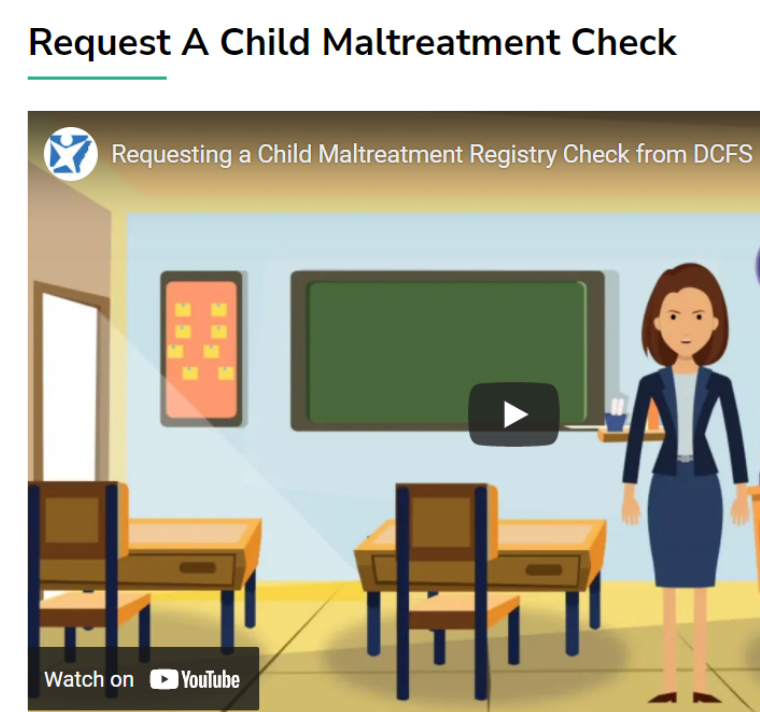 Request A Child Maltreatment Check
Requesting a Child Maltreatment Registry Check from DCFS
Watch on YouTube